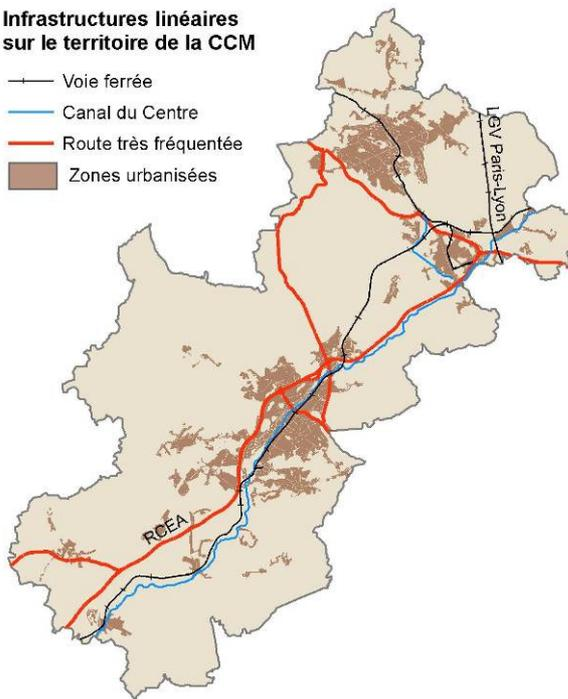 Infrastructures linéaires
sur le territoire de la CCM
Voie ferrée
Canal du Centre
Route très fréquentée
Zones urbanisées
LGV Paris-Lyon
RCEA